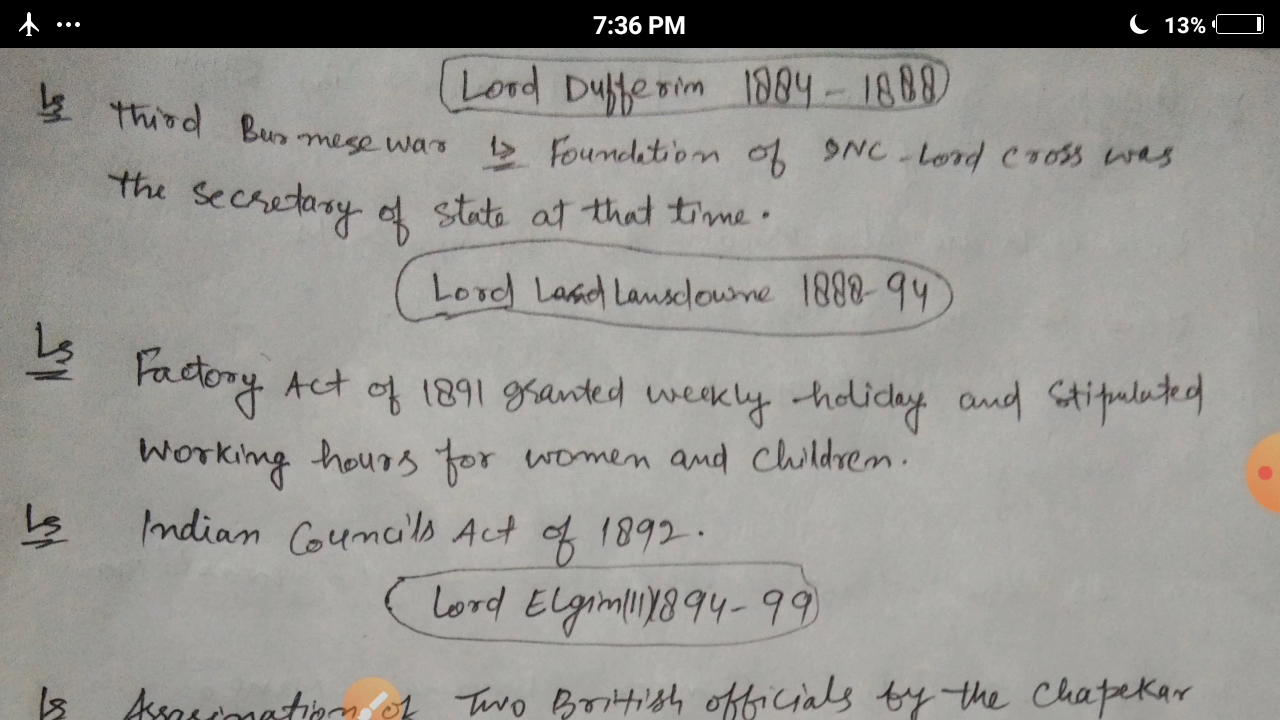 7:36 PM
13%
Lord Dufferin 1884-1888
Third Burmese war Foundation of INC - Lord cross was
the secretary of state at that time.
Lord Lansdowne 1888-94
Factory Act of 1891 granted weekly holiday and stipulated
working hours for women and children.
Indian Councils Act of 1892.
Lord Elgin(II)1894-99
Assasination of Two British officials by the Chapekar